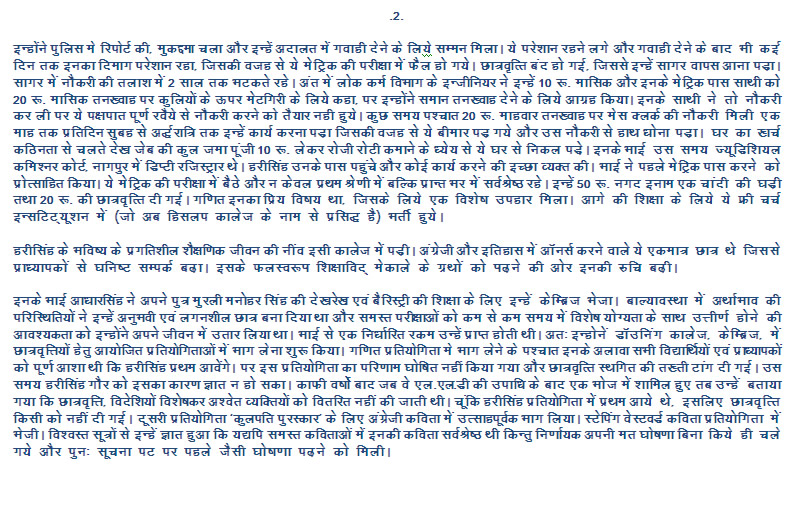 .2.
इन्होंने पुलिस मे रिपोर्ट की, मुकद्दमा चला और इन्हें अदालत में गवाही देने के लिये सम्मन मिला। ये परेशान रहने लगे और गवाही देने के बाद भी कई
दिन तक इनका दिमाग परेशान रहा, जिसकी वजह से ये मेट्रिक की परीक्षा में फैल हो गये। छात्रवृत्ति बंद हो गई, जिससे इन्हें सागर वापस आना पढा।
सागर में नौकरी की तलाश में 2 साल तक भटकते रहे। अंत में लोक कर्म विभाग के इन्जीनियर ने इन्हें 10 रू. मासिक और इनके मेट्रिक पास साथी को
20 रू. मासिक तनख्वाह पर कुलियों के ऊपर मेटगिरी के लिये कहा, पर इन्होंने समान तनख्वाह देने के लिये आग्रह किया। इनके साथी ने तो नौकरी
कर ली पर ये पक्षपात पूर्ण रवैये से नौकरी करने को तैयार नही हुये। कुछ समय पश्चात 20 रू. माहवार तनख्वाह पर मेस क्लर्क की नौकरी मिली एक
माह तक प्रतिदिन सुबह से अर्द्धरात्रि तक इन्हें कार्य करना पढा जिसकी वजह से ये बीमार पढ गये और उस नौकरी से हाथ धोना पढा। घर का खर्च
कठिनता से चलते देख जेब की कुल जमा पूंजी 10 रू. लेकर रोजी रोटी कमाने के ध्येय से ये घर से निकल पढे। इनके भाई उस समय ज्यूडिशियल
कमिश्नर कोर्ट, नागपुर में डिप्टी रजिस्ट्रार थे। हरीसिंह उनके पास पहुंचे और कोई कार्य करने की इच्छा व्यक्त की। भाई ने पहले मेट्रिक पास करने को
प्रोत्साहित किया। ये मेट्रिक की परीक्षा में बैठे और न केवल प्रथम श्रेणी में बल्कि प्रान्त भर में सर्वश्रेष्ठ रहे। इन्हें 50 रू. नगद इनाम एक चांदी की घढी
तथा 20 रू. की छात्रवृत्ति दी गई। गणित इनका प्रिय विषय था, जिसके लिये एक विशेष उपहार मिला। आगे की शिक्षा के लिये ये फ्री चर्च
इन्सटिट्यूशन में (जो अब हिसलप कालेज के नाम से प्रसिद्ध है) भर्ती हुये।
हरीसिंह के भविष्य के प्रगतिशील शैक्षणिक जीवन की नींव इसी कालेज में पढी। अंग्रेजी और इतिहास में ऑनर्स करने वाले ये एकमात्र छात्र थे जिससे
प्राध्यापकों से घनिष्ट सम्पर्क बढा। इसके फलस्वरूप शिक्षाविद् मेकाले के ग्रथों को पढने की ओर इनकी रुचि बढी।
इनके भाई आधारसिंह ने अपने पुत्र मुरली मनोहर सिंह की देखरेख एवं बैरिस्ट्री की शिक्षा के लिए इन्हें केम्ब्रिज भेजा। बाल्यावस्था में अर्थाभाव की
परिस्थितियों ने इन्हें अनुभवी एवं लगनशील छात्र बना दिया था और समस्त परीक्षाओं को कम से कम समय में विशेष योग्यता के साथ उत्तीर्ण होने की
आवश्यकता को इन्होंने अपने जीवन में उतार लिया था। भाई से एक निर्धारित रकम उन्हें प्राप्त होती थी। अतः इन्होनें डॉउनिंग कालेज, केम्ब्रिज, में
छात्रवृत्तियों हेतु आयोजित प्रतियोगिताओं में भाग लेना शुरू किया। गणित प्रतियोगिता मे भाग लेने के पश्चात इनके अलावा सभी विद्यार्थियों एवं प्राध्यापकों
को पूर्ण आशा थी कि हरीसिंह प्रथम आवेंगे। पर इस प्रतियोगिता का परिणाम घोषित नहीं किया गया और छात्रवृत्ति स्थगित की तख्ती टांग दी गई। उस
समय हरीसिंह गौर को इसका कारण ज्ञात न हो सका। काफी वर्षो बाद जब वे एल.एल.डी की उपाधि के बाद एक भोज में शामिल हुए तब उन्हें बताया
गया कि छात्रवृत्ति, विदेशियों विशेषकर अश्वेत व्यक्तियों को वितरित नहीं की जाती थी। चूंकि हरीसिंह प्रतियोगिता में प्रथम आये थे, इसलिए छात्रवृत्ति
किसी को नहीं दी गई। दूसरी प्रतियोगिता ‘कुलपति पुरस्कार’ के लिए अंग्रेजी कविता में उत्साहपूर्वक भाग लिया। स्टेपिंग वेस्टवर्ड कविता प्रतियोगिता में
भेजी। विश्वस्त सूत्रों से इन्हें ज्ञात हुआ कि यद्यपि समस्त कविताओं में इनकी कविता सर्वश्रेष्ठ थी किन्तु निर्णायक अपनी मत घोषणा बिना किये ही चले
गये और पुनः सूचना पट पर पहले जैसी घोषणा पढने को मिली।